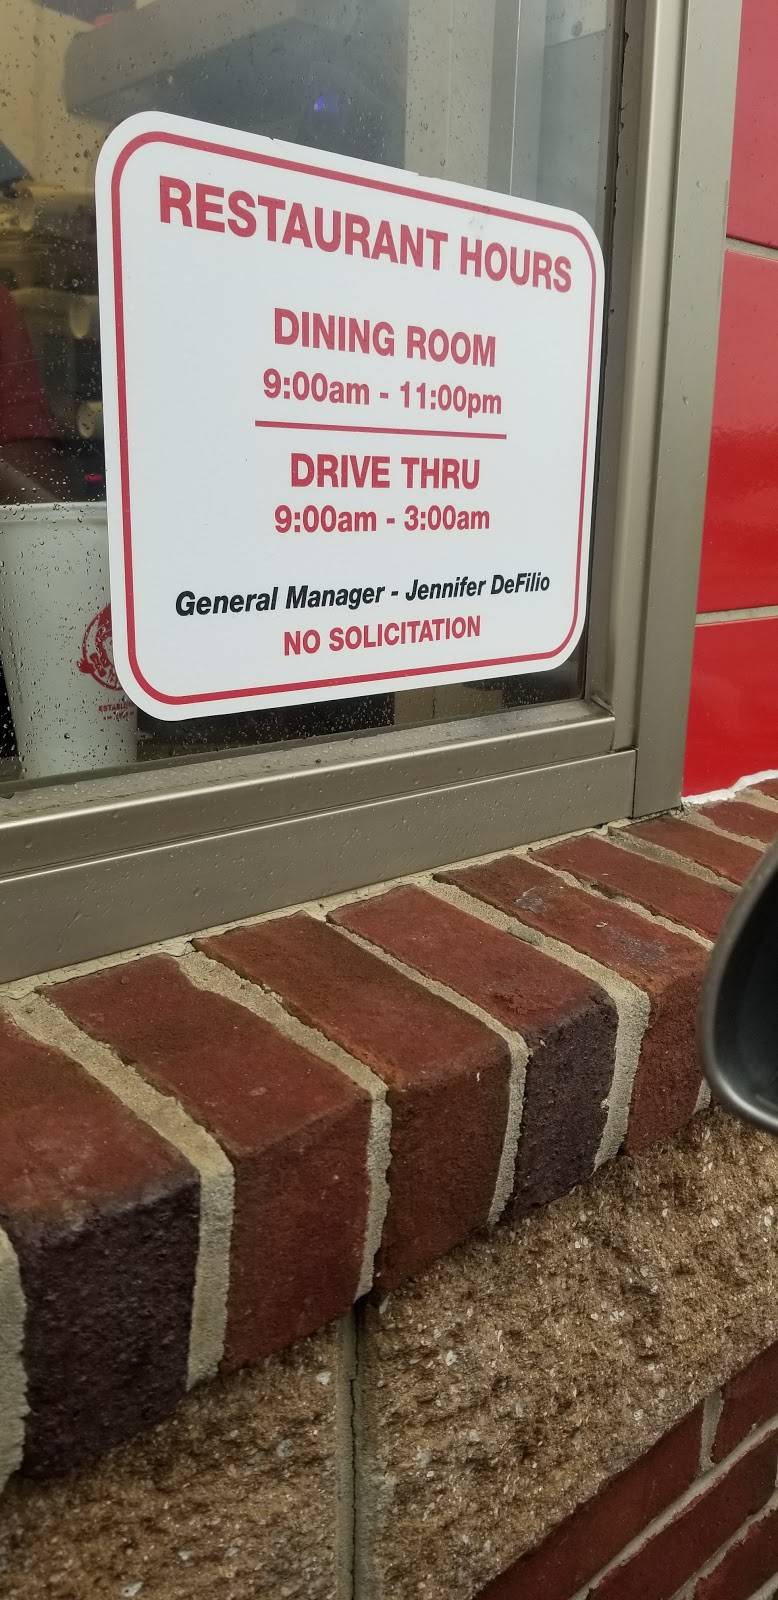 RESTAURANT HOURS
DINING ROOM
9:00am - 11:00pm
DRIVE THRU
9:00am - 3:00am
General Manager - Jennifer DeFilio
NO SOLICITATION